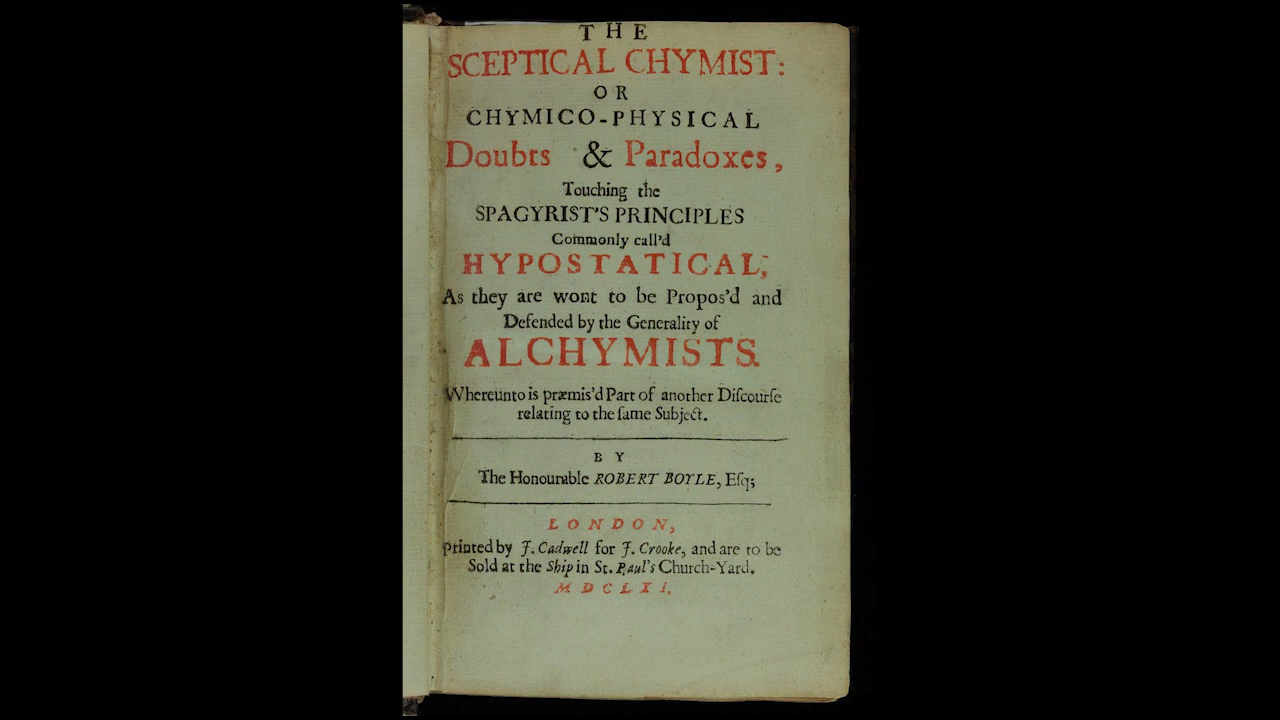 THE
SCEPTICAL CHYMIST:
OR
CHYMICO-PHYSICAL
Doubts & Paradoxes,
Touching the
SPAGYRIST'S PRINCIPLES
Commonly call'd
HYPOSTATICAL,
As they are wont to be Propos'd and
Defended by the Generality of
ALCHYMISTS.
Whereunto is præmis'd Part of another Diſcourſe
relating to the ſame Subject.
BY
The Honourable ROBERT BOYLE, Eſq;
LONDON,
Printed by J. Cadwell for J. Crooke, and are to be
Sold at the Ship in St. Paul's Church-Yard.
MDCLXI.